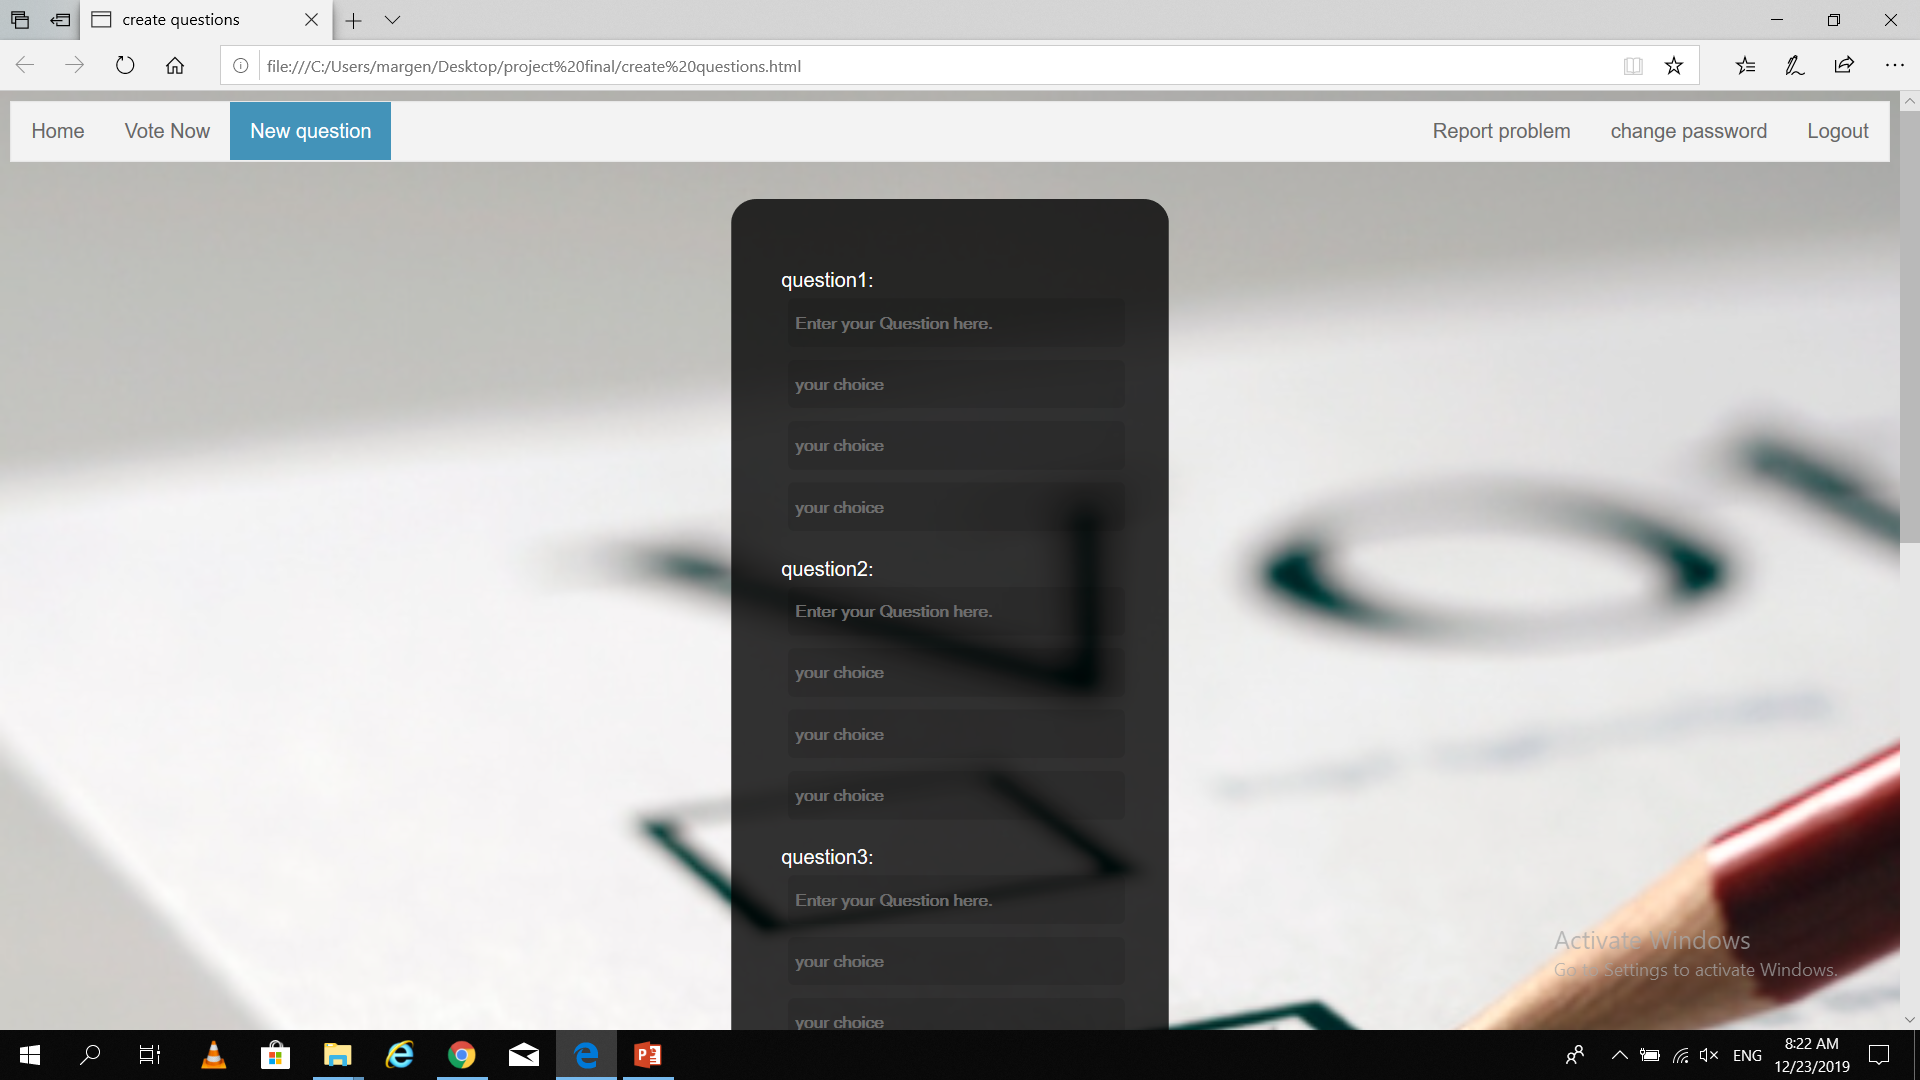 create questions
file:///C:/Users/margen/Desktop/project%20final/create%20questions.html
Home Vote Now New question Report problem change password Logout
question1:
Enter your Question here.
your choice
your choice
your choice
question2:
Enter your Question here.
your choice
your choice
your choice
question3:
Enter your Question here.
your choice
your choice
Activate Windows
Go to Settings to activate Windows.
ENG
8:22 AM
12/23/2019